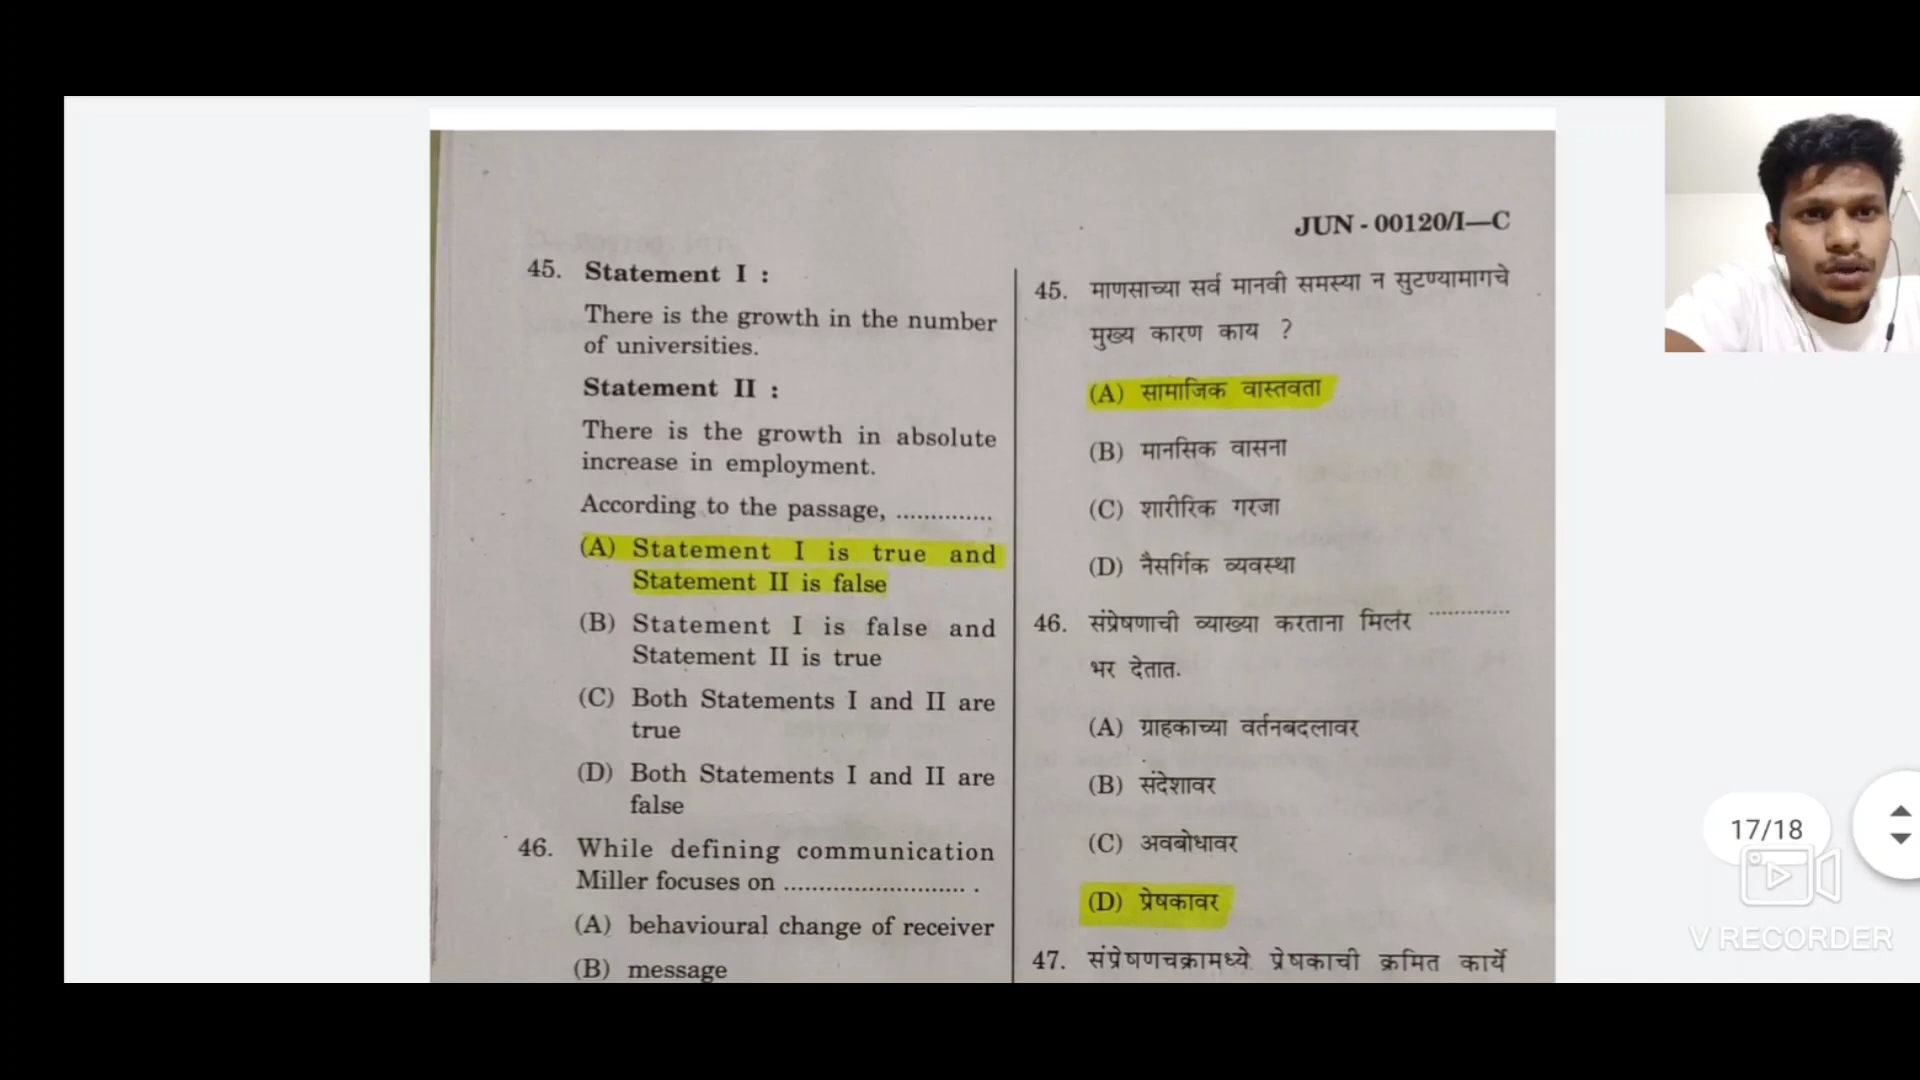 JUN - 00120/I—C
45. Statement I :
There is the growth in the number
of universities.
Statement II :
There is the growth in absolute
increase in employment.
According to the passage, ..............
(A) Statement I is true and
Statement II is false
(B) Statement I is false and
Statement II is true
(C) Both Statements I and II are
true
(D) Both Statements I and II are
false
46. While defining communication
Miller focuses on .......................... .
(A) behavioural change of receiver
(B) message
45. माणसाच्या सर्व मानवी समस्या न सुटण्यामागचे
मुख्य कारण काय ?
(A) सामाजिक वास्तवता
(B) मानसिक वासना
(C) शारीरिक गरजा
(D) नैसर्गिक व्यवस्था
46. संप्रेषणाची व्याख्या करताना मिलर ............
भर देतात.
(A) ग्राहकाच्या वर्तनबदलावर
(B) संदेशावर
(C) अवबोधावर
(D) प्रेषकावर
47. संप्रेषणचक्रामध्ये प्रेषकाची क्रमित कार्ये
17/18
V RECORDER